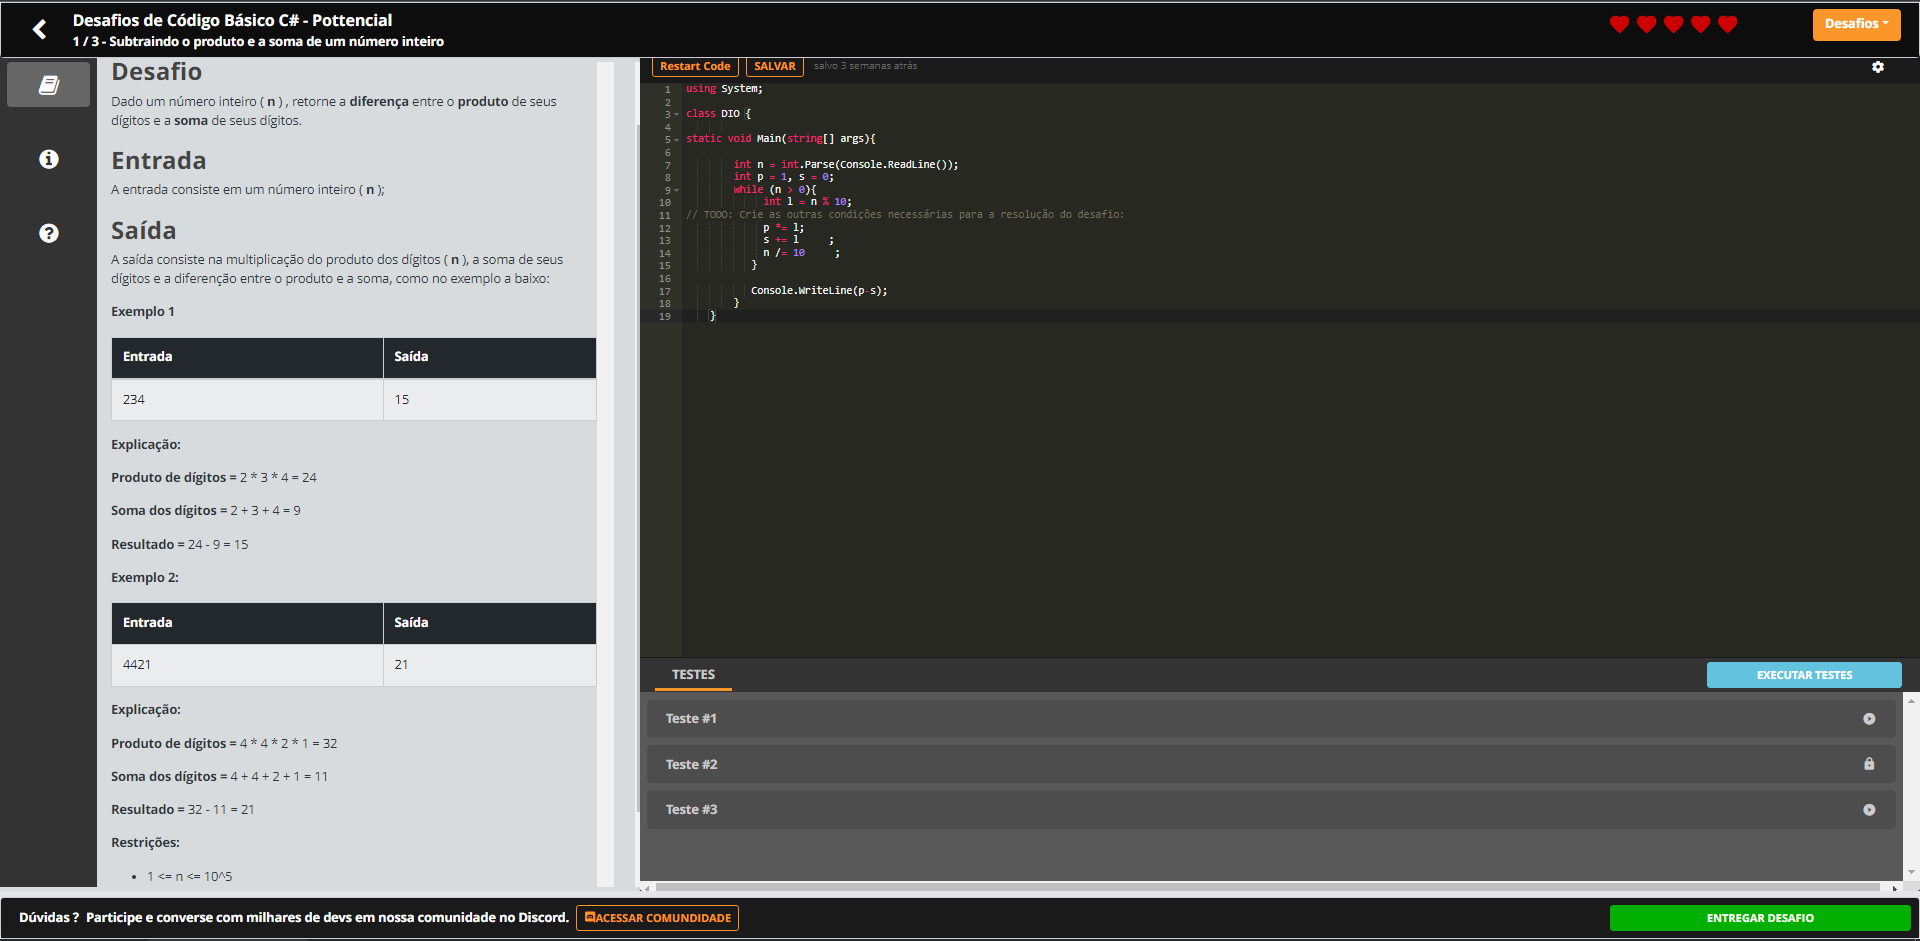 Desafios de Código Básico C# - Pottencial
1 / 3 - Subtraindo o produto e a soma de um número inteiro
Desafios
Desafio
Dado um número inteiro ( n ) , retorne a diferença entre o produto de seus
dígitos e a soma de seus dígitos.
Entrada
A entrada consiste em um número inteiro ( n );
Saída
A saída consiste na multiplicação do produto dos dígitos ( n ), a soma de seus
dígitos e a diferenção entre o produto e a soma, como no exemplo a baixo:
Exemplo 1
Entrada Saída
234 15
Explicação:
Produto de dígitos = 2 * 3 * 4 = 24
Soma dos dígitos = 2 + 3 + 4 = 9
Resultado = 24 - 9 = 15
Exemplo 2:
Entrada Saída
4421 21
Explicação:
Produto de dígitos = 4 * 4 * 2 * 1 = 32
Soma dos dígitos = 4 + 4 + 2 + 1 = 11
Resultado = 32 - 11 = 21
Restrições:
• 1 <= n <= 10^5
Restart Code SALVAR salvo 3 semanas atrás
1 using System;
2
3 class DIO {
4
5 static void Main(string[] args){
6
7 int n = int.Parse(Console.ReadLine());
8 int p = 1, s = 0;
9 while (n > 0){
10 int l = n % 10;
11 // TODO: Crie as outras condições necessárias para a resolução do desafio:
12 p *= l;
13 s += l ;
14 n /= 10 ;
15 }
16
17 Console.WriteLine(p-s);
18 }
19 }
TESTES
EXECUTAR TESTES
Teste #1
Teste #2
Teste #3
Dúvidas ? Participe e converse com milhares de devs em nossa comunidade no Discord. ACESSAR COMUNDIDADE
ENTREGAR DESAFIO